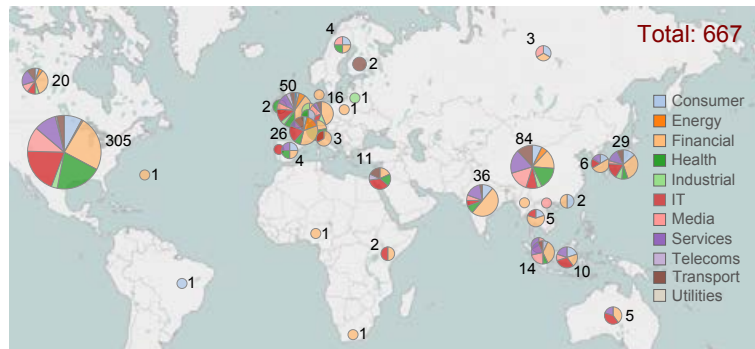 Total: 667
4
3
20
2
50
16
1
2
1
305
26
3
4
11
84
29
6
36
2
5
1
1
2
14
10
1
5
1
Consumer
Energy
Financial
Health
Industrial
IT
Media
Services
Telecoms
Transport
Utilities